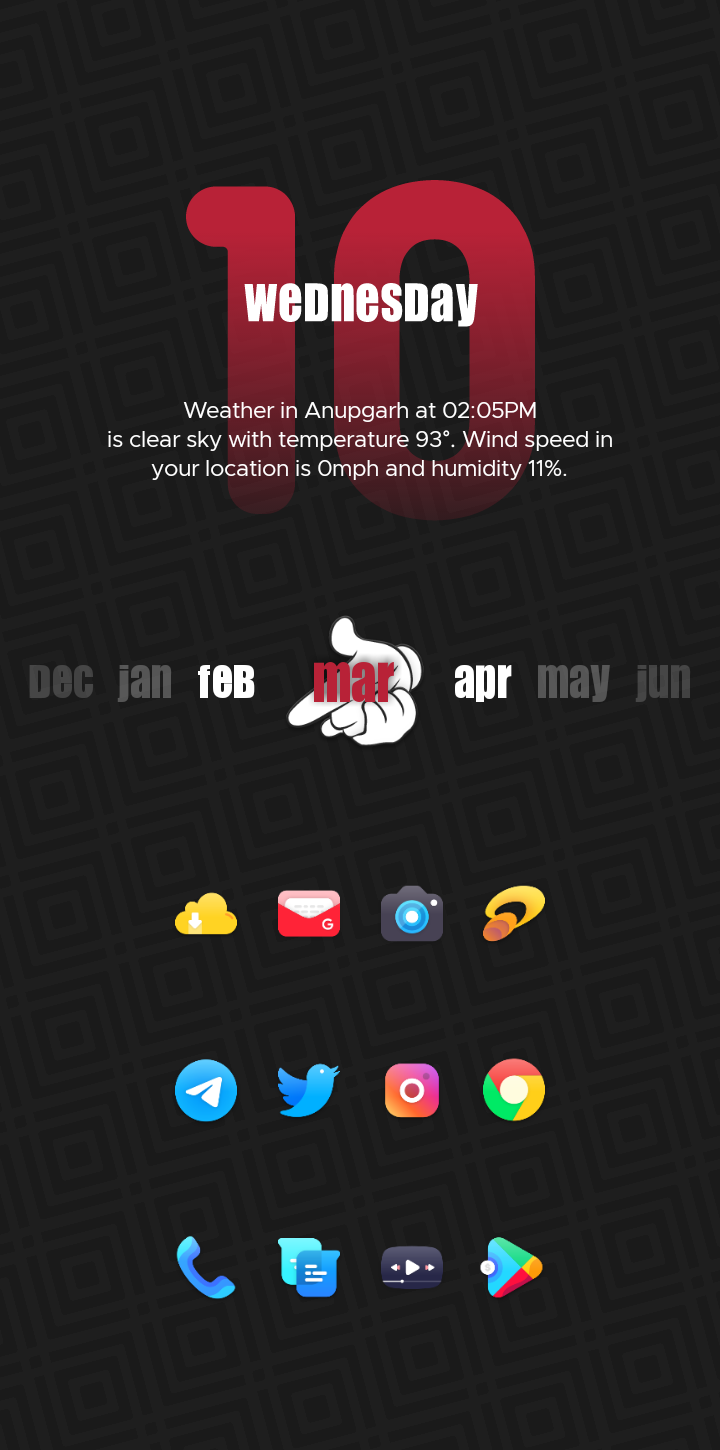 10
weDnesDay
Weather in Anupgarh at 02:05PM
is clear sky with temperature 93°. Wind speed in
your location is 0mph and humidity 11%.
Dec jan feB mar apr may jun
G